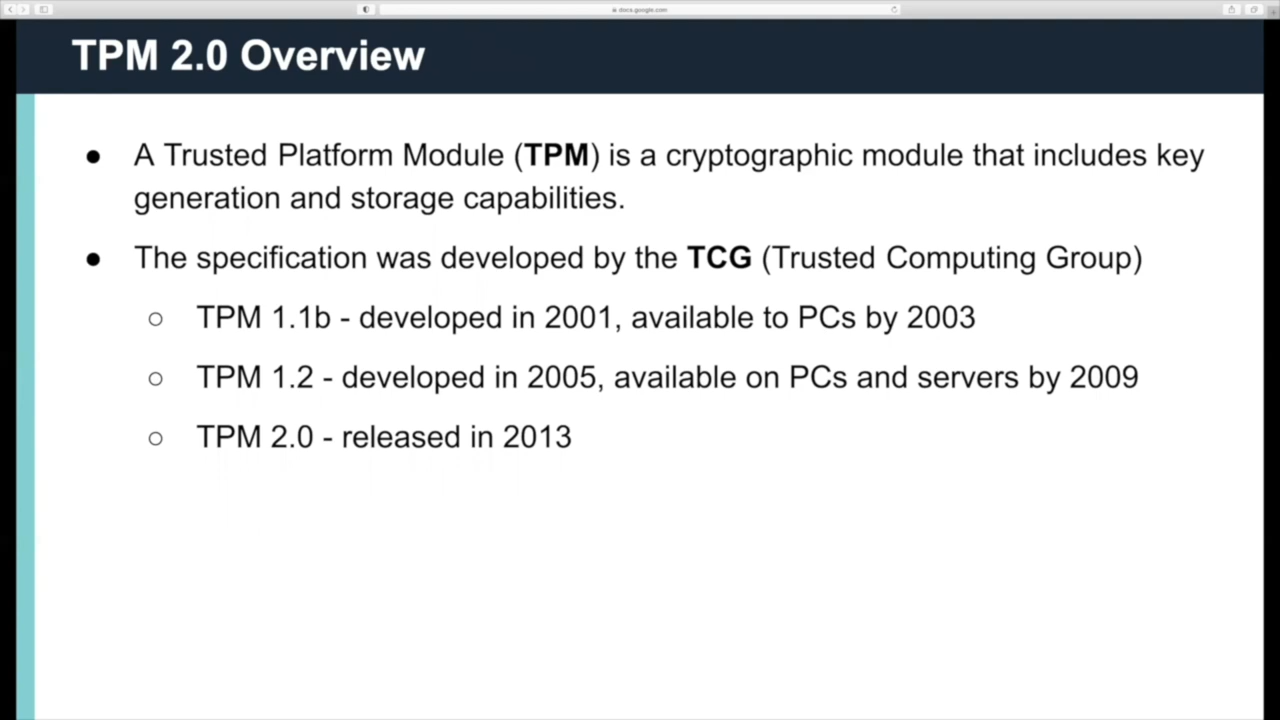 docs.google.com
TPM 2.0 Overview
● A Trusted Platform Module (TPM) is a cryptographic module that includes key
generation and storage capabilities.
● The specification was developed by the TCG (Trusted Computing Group)
○ TPM 1.1b - developed in 2001, available to PCs by 2003
○ TPM 1.2 - developed in 2005, available on PCs and servers by 2009
○ TPM 2.0 - released in 2013